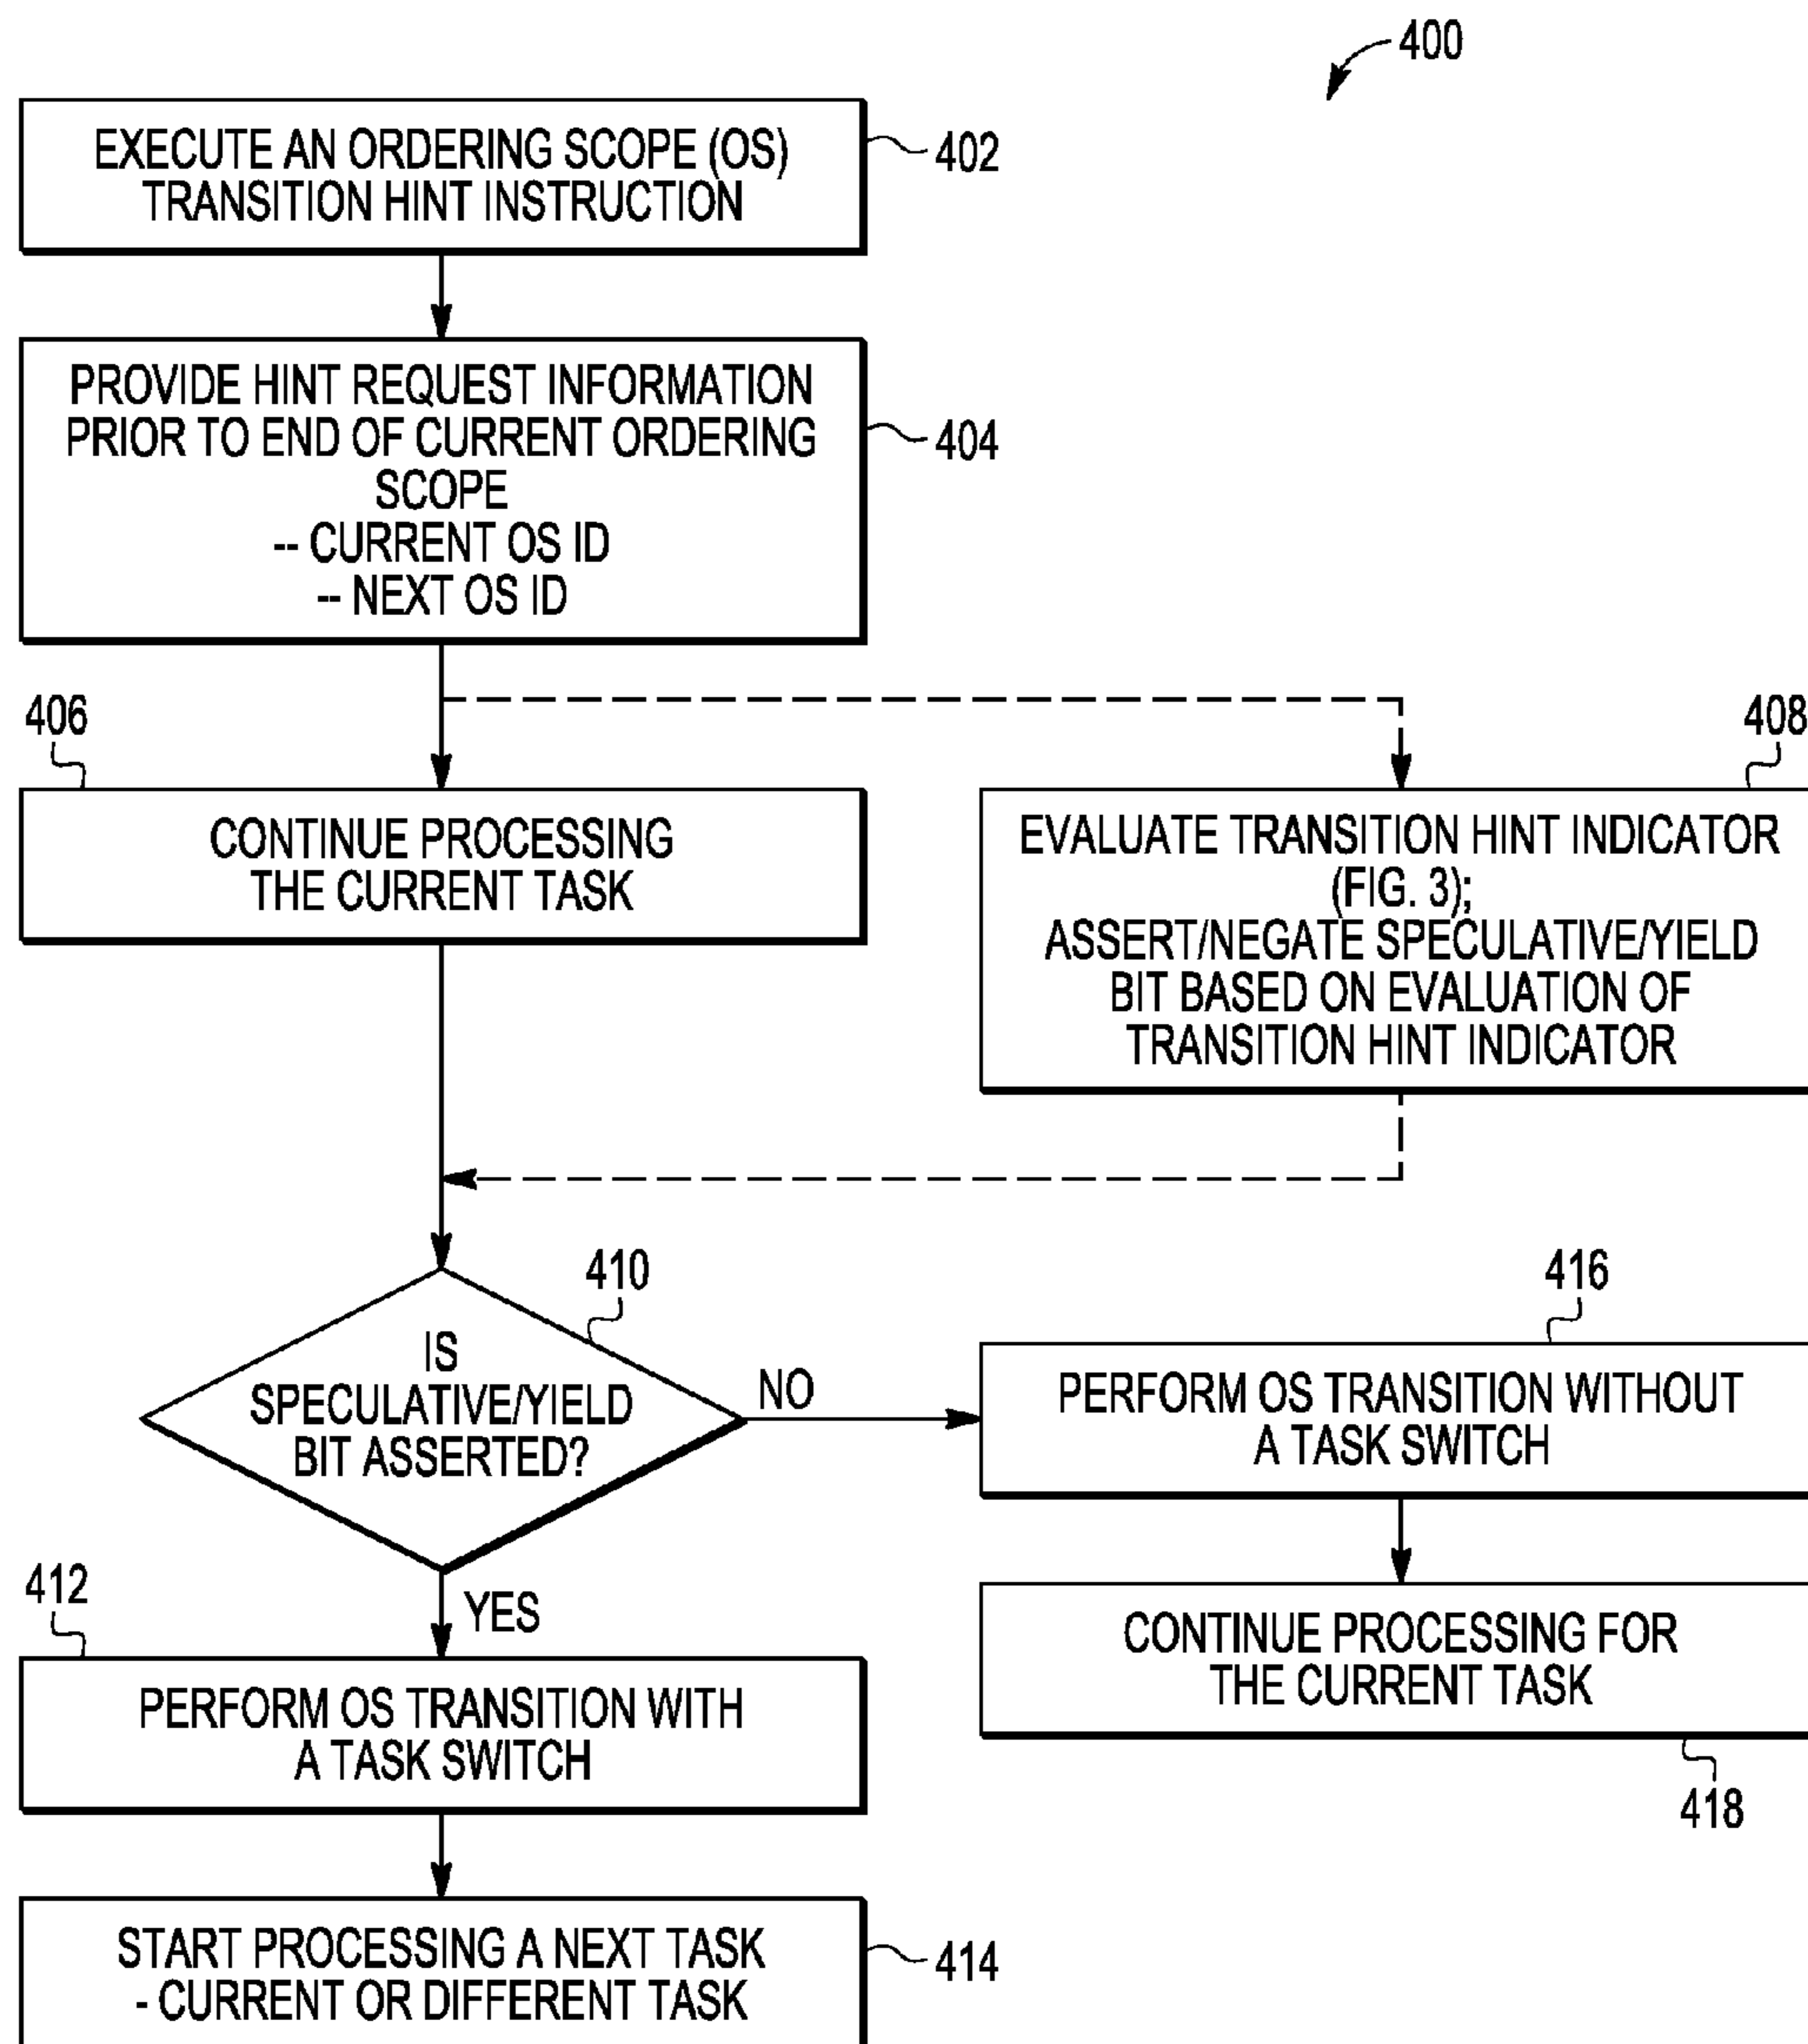 400
EXECUTE AN ORDERING SCOPE (OS)
TRANSITION HINT INSTRUCTION
402
PROVIDE HINT REQUEST INFORMATION
PRIOR TO END OF CURRENT ORDERING
SCOPE
-- CURRENT OS ID
-- NEXT OS ID
404
406
CONTINUE PROCESSING
THE CURRENT TASK
408
EVALUATE TRANSITION HINT INDICATOR
(FIG. 3);
ASSERT/NEGATE SPECULATIVE/YIELD
BIT BASED ON EVALUATION OF
TRANSITION HINT INDICATOR
410
IS
SPECULATIVE/YIELD
BIT ASSERTED?
NO
416
PERFORM OS TRANSITION WITHOUT
A TASK SWITCH
YES
412
PERFORM OS TRANSITION WITH
A TASK SWITCH
CONTINUE PROCESSING FOR
THE CURRENT TASK
418
START PROCESSING A NEXT TASK
- CURRENT OR DIFFERENT TASK
414